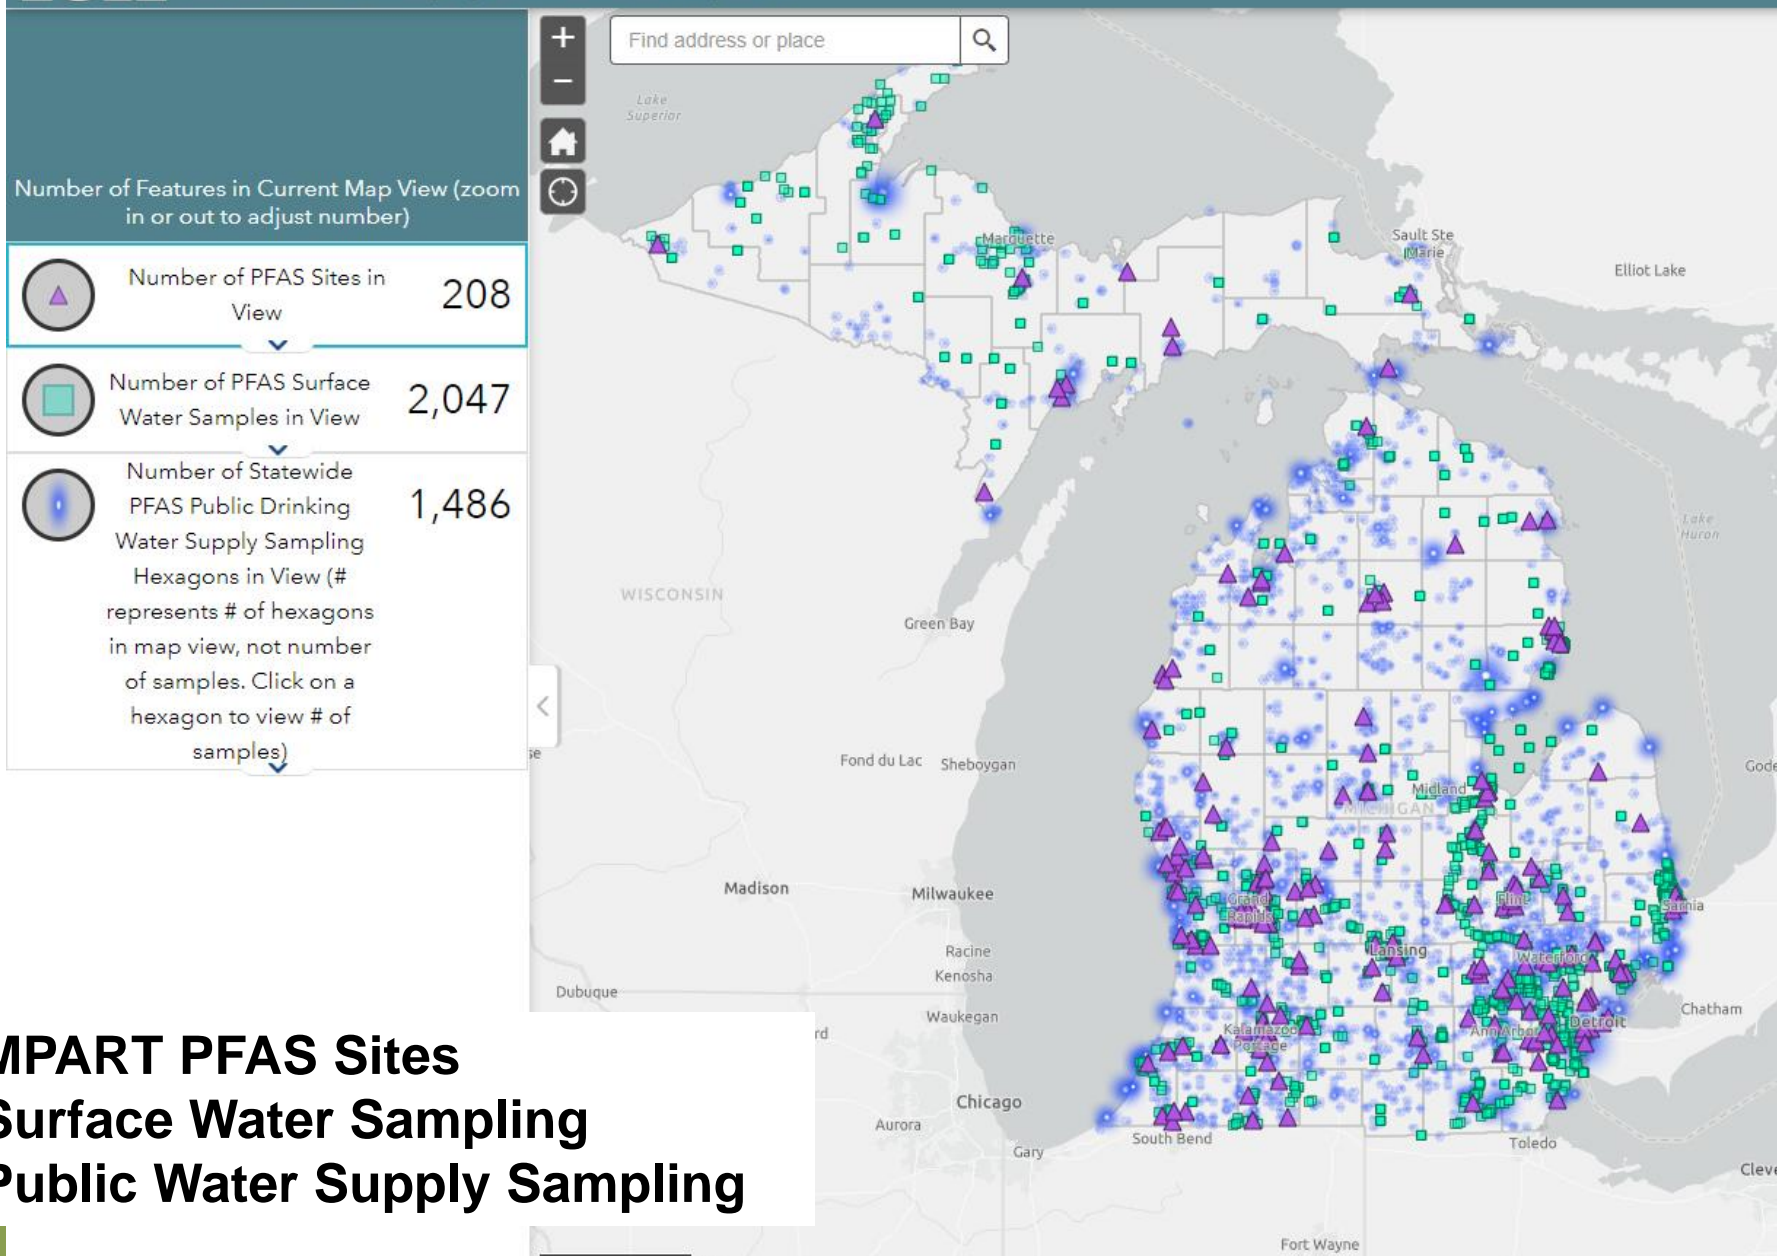 Find address or place
Number of Features in Current Map View (zoom
in or out to adjust number)
Number of PFAS Sites in
View
208
Number of PFAS Surface
Water Samples in View
2,047
Number of Statewide
PFAS Public Drinking
Water Supply Sampling
Hexagons in View (#
represents # of hexagons
in map view, not number
of samples. Click on a
hexagon to view # of
samples)
1,486
Lake
Superior
Marquette
Sault Ste
Marie
Elliot Lake
Lake
Huron
WISCONSIN
Green Bay
Fond du Lac
Sheboygan
Midland
MICHIGAN
Madison
Milwaukee
Grand
Rapids
Flint
Sarnia
Racine
Lansing
Waterford
Kenosha
Dubuque
Waukegan
Kalamazoo
Portage
Ann Arbor
Detroit
Chatham
MPART PFAS Sites
Surface Water Sampling
Public Water Supply Sampling
Chicago
Aurora
Gary
South Bend
Toledo
Fort Wayne